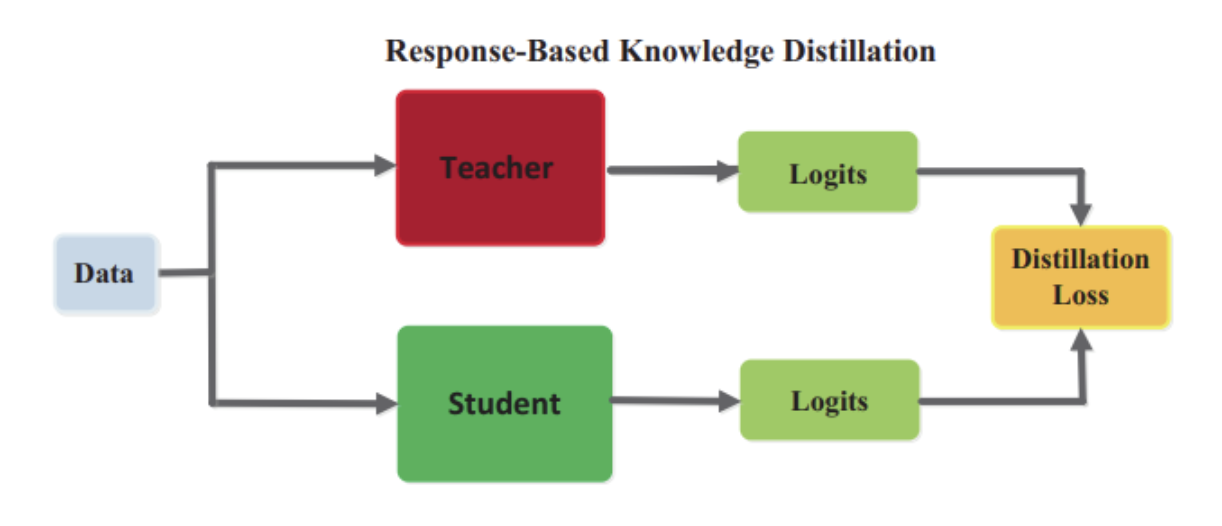 Response-Based Knowledge Distillation
Teacher
Logits
Data
Distillation
Loss
Student
Logits